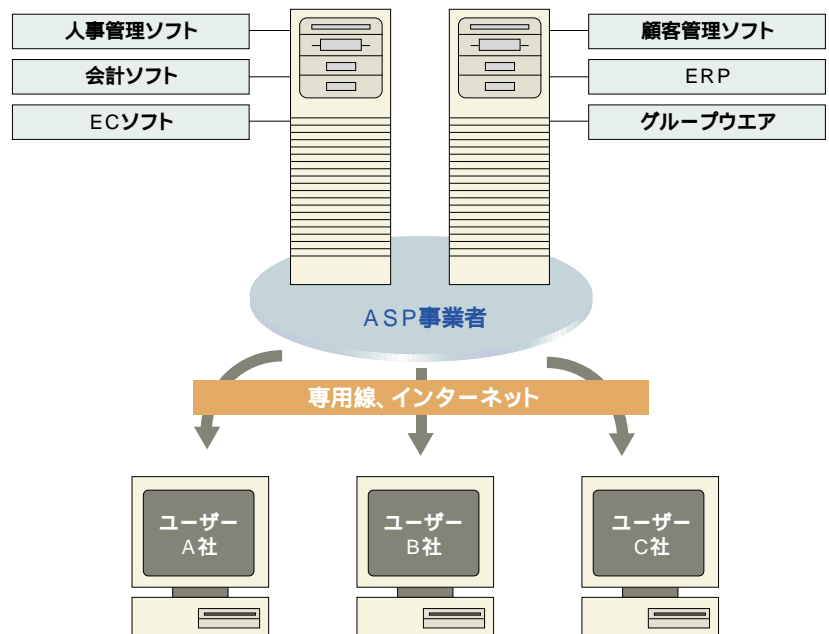 人事管理ソフト
会計ソフト
ECソフト
顧客管理ソフト
ERP
グループウエア
ASP事業者
専用線、インターネット
ユーザー
A社
ユーザー
B社
ユーザー
C社